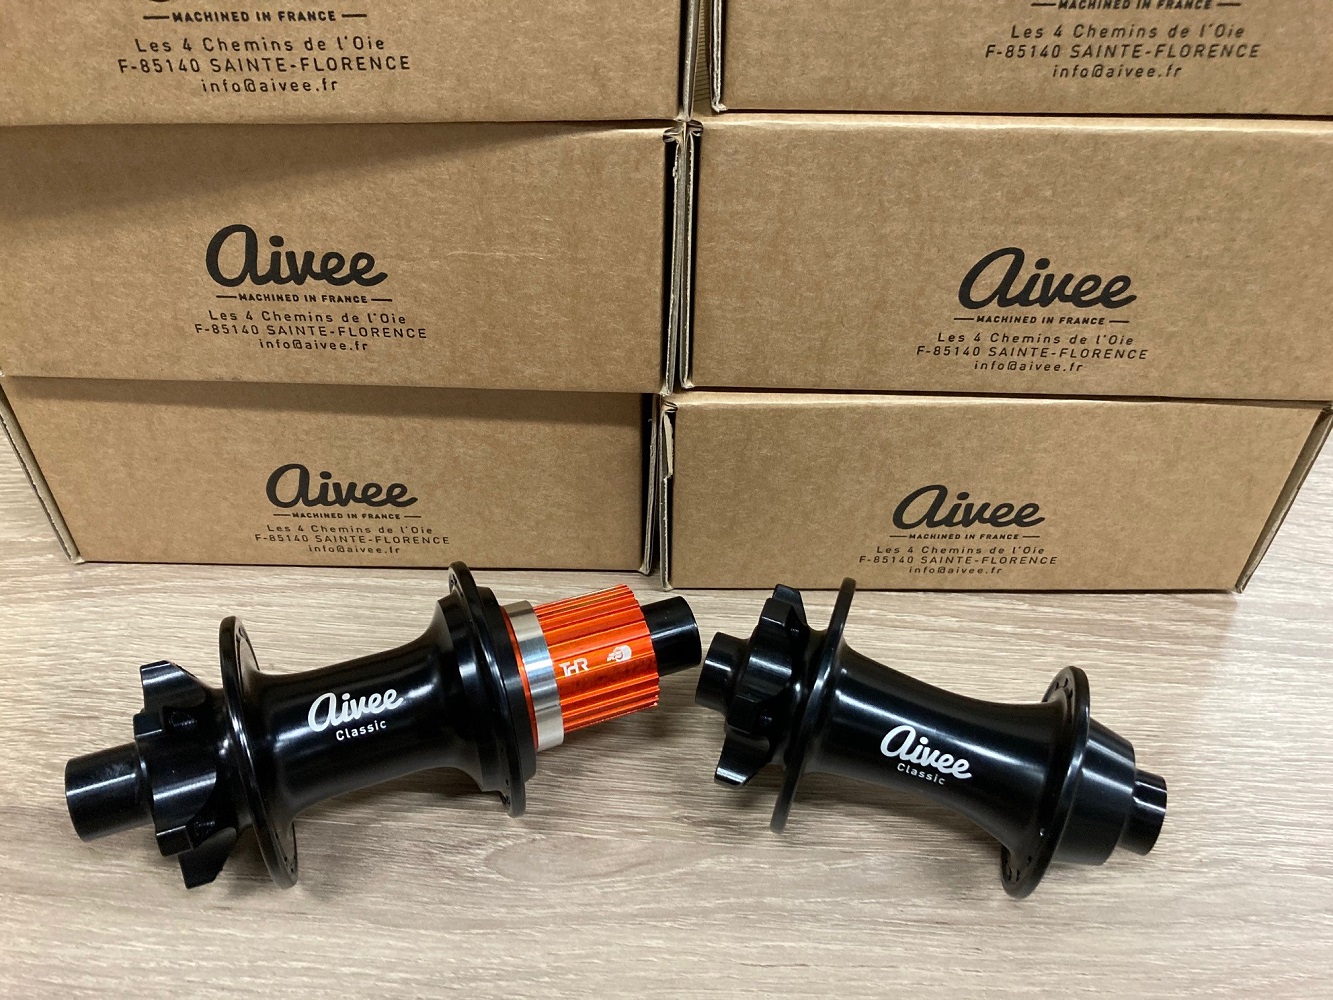 MACHINED IN FRANCE
Les 4 Chemins de l'Oie
F-85140 SAINTE-FLORENCE
info@aivee.fr
MACHINED IN FRANCE
Les 4 Chemins de l'Oie
F-85140 SAINTE-FLORENCE
info@aivee.fr
aivee
MACHINED IN FRANCE
Les 4 Chemins de l'Oie
F-85140 SAINTE-FLORENCE
info@aivee.fr
aivee
MACHINED IN FRANCE
Les 4 Chemins de l'Oie
F-85140 SAINTE-FLORENCE
info@aivee.fr
aivee
MACHINED IN FRANCE
Les 4 Chemins de l'Oie
F-85140 SAINTE-FLORENCE
info@aivee.fr
aivee
MACHINED IN FRANCE
Les 4 Chemins de l'Oie
F-85140 SAINTE-FLORENCE
info@aivee.fr
aivee
Classic
THR
aivee
Classic